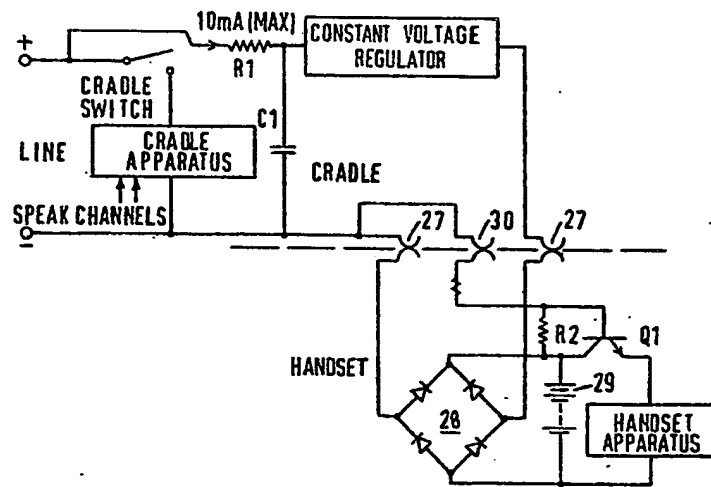 10mA (MAX)
+
R1
CONSTANT VOLTAGE
REGULATOR
CRADLE
SWITCH
C1
LINE
CRADLE
APPARATUS
CRADLE
SPEAK CHANNELS
-
27
30
27
HANDSET
R2
Q1
28
29
HANDSET
APPARATUS